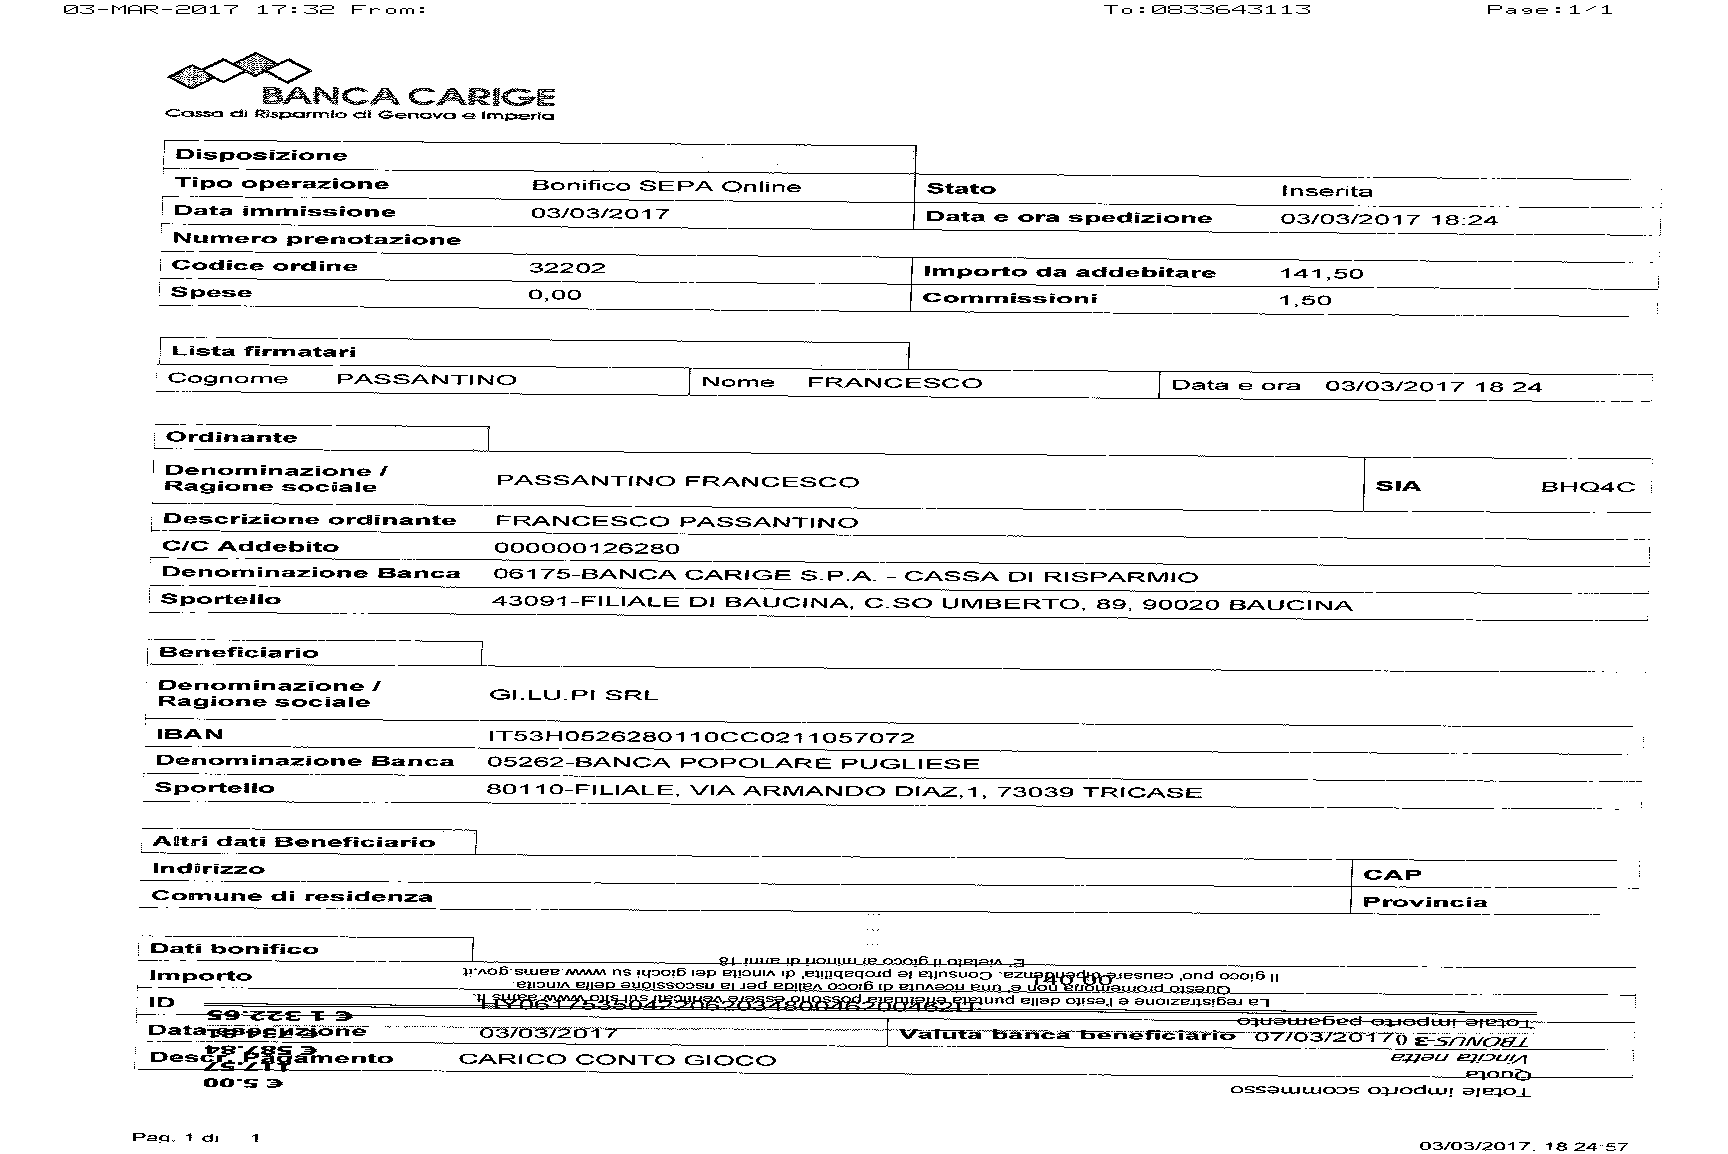 03-MAR-2017 17:32 From: To:0833643113 Page:1/1
BANCA CARIGE
Cassa di Risparmio di Genova e Imperia
Disposizione
Tipo operazione Bonifico SEPA Online Stato Inserita
Data immissione 03/03/2017 Data e ora spedizione 03/03/2017 18:24
Numero prenotazione
Codice ordine 32202 Importo da addebitare 141,50
Spese 0,00 Commissioni 1,50
Lista firmatari
Cognome PASSANTINO Nome FRANCESCO Data e ora 03/03/2017 18 24
Ordinante
Denominazione /
Ragione sociale PASSANTINO FRANCESCO SIA BHQ4C
Descrizione ordinante FRANCESCO PASSANTINO
C/C Addebito 000000126280
Denominazione Banca 06175-BANCA CARIGE S.P.A. - CASSA DI RISPARMIO
Sportello 43091-FILIALE DI BAUCINA, C.SO UMBERTO, 89, 90020 BAUCINA
Beneficiario
Denominazione /
Ragione sociale GI.LU.PI SRL
IBAN IT53H0526280110CC0211057072
Denominazione Banca 05262-BANCA POPOLARE PUGLIESE
Sportello 80110-FILIALE, VIA ARMANDO DIAZ,1, 73039 TRICASE
Altri dati Beneficiario
Indirizzo CAP
Comune di residenza Provincia
Dati bonifico
E' vietato il gioco ai minori di anni 18
Importo 140,00
Il gioco puo' causare dipendenza. Consulta le probabilita' di vincita dei giochi su www.aams.gov.it
Questo promemoria non e' una ricevuta di gioco valida per la riscossione della vincita.
ID
La registrazione e l'esito della puntata effettuata possono essere verificati sul sito www.aams.it.
Totale importo pagamento € 1.322.65
Data esecuzione 03/03/2017 Valuta banca beneficiario 07/03/2017
TBONUS-3
Vincita netta € 587.84
Descr. Pagamento CARICO CONTO GIOCO
Quota 117.57
Totale importo scommesso € 5.00
Pag. 1 di 1
03/03/2017, 18:24:57